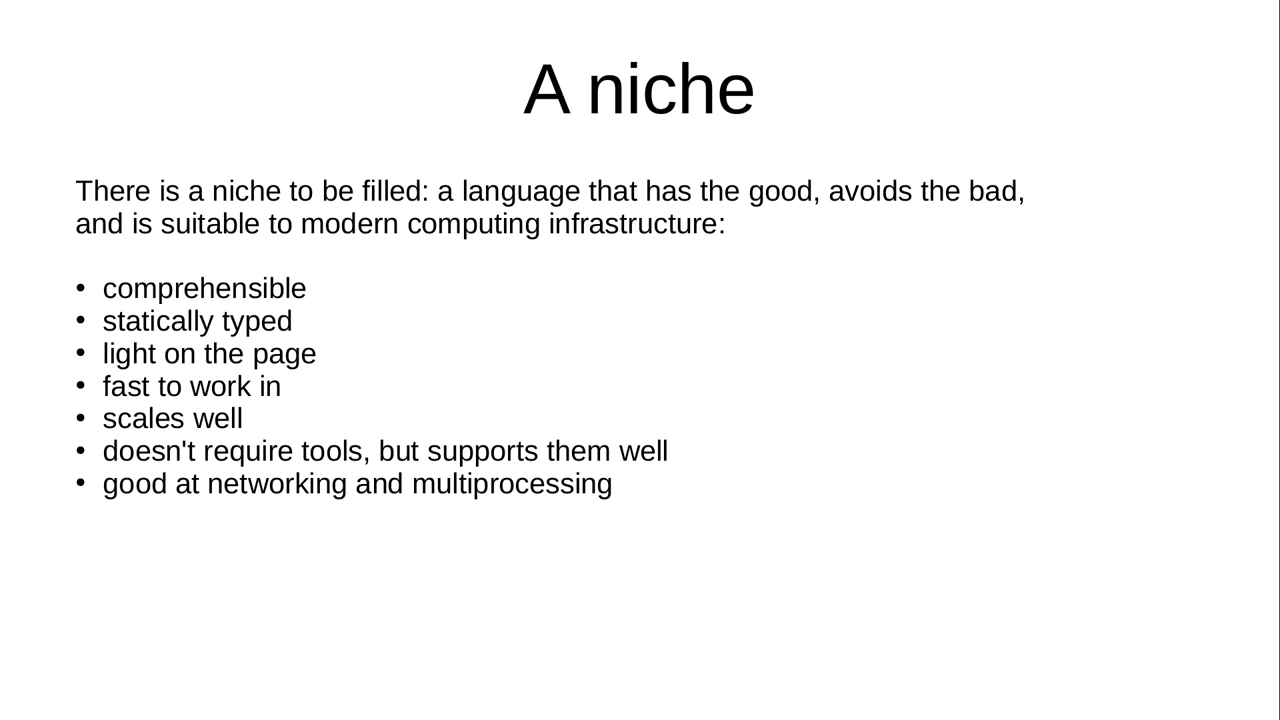 A niche
There is a niche to be filled: a language that has the good, avoids the bad,
and is suitable to modern computing infrastructure:
• comprehensible
• statically typed
• light on the page
• fast to work in
• scales well
• doesn't require tools, but supports them well
• good at networking and multiprocessing